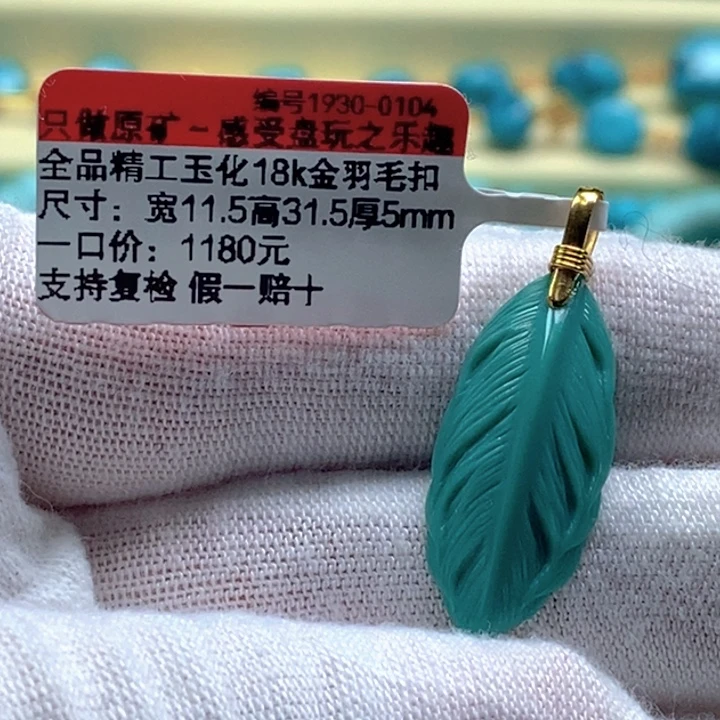 编号1930-0104
只做原矿～感受盘玩之乐趣
全品精工玉化18k金羽毛扣
尺寸：宽11.5高31.5厚5mm
一口价：1180元
支持复检 假一赔十